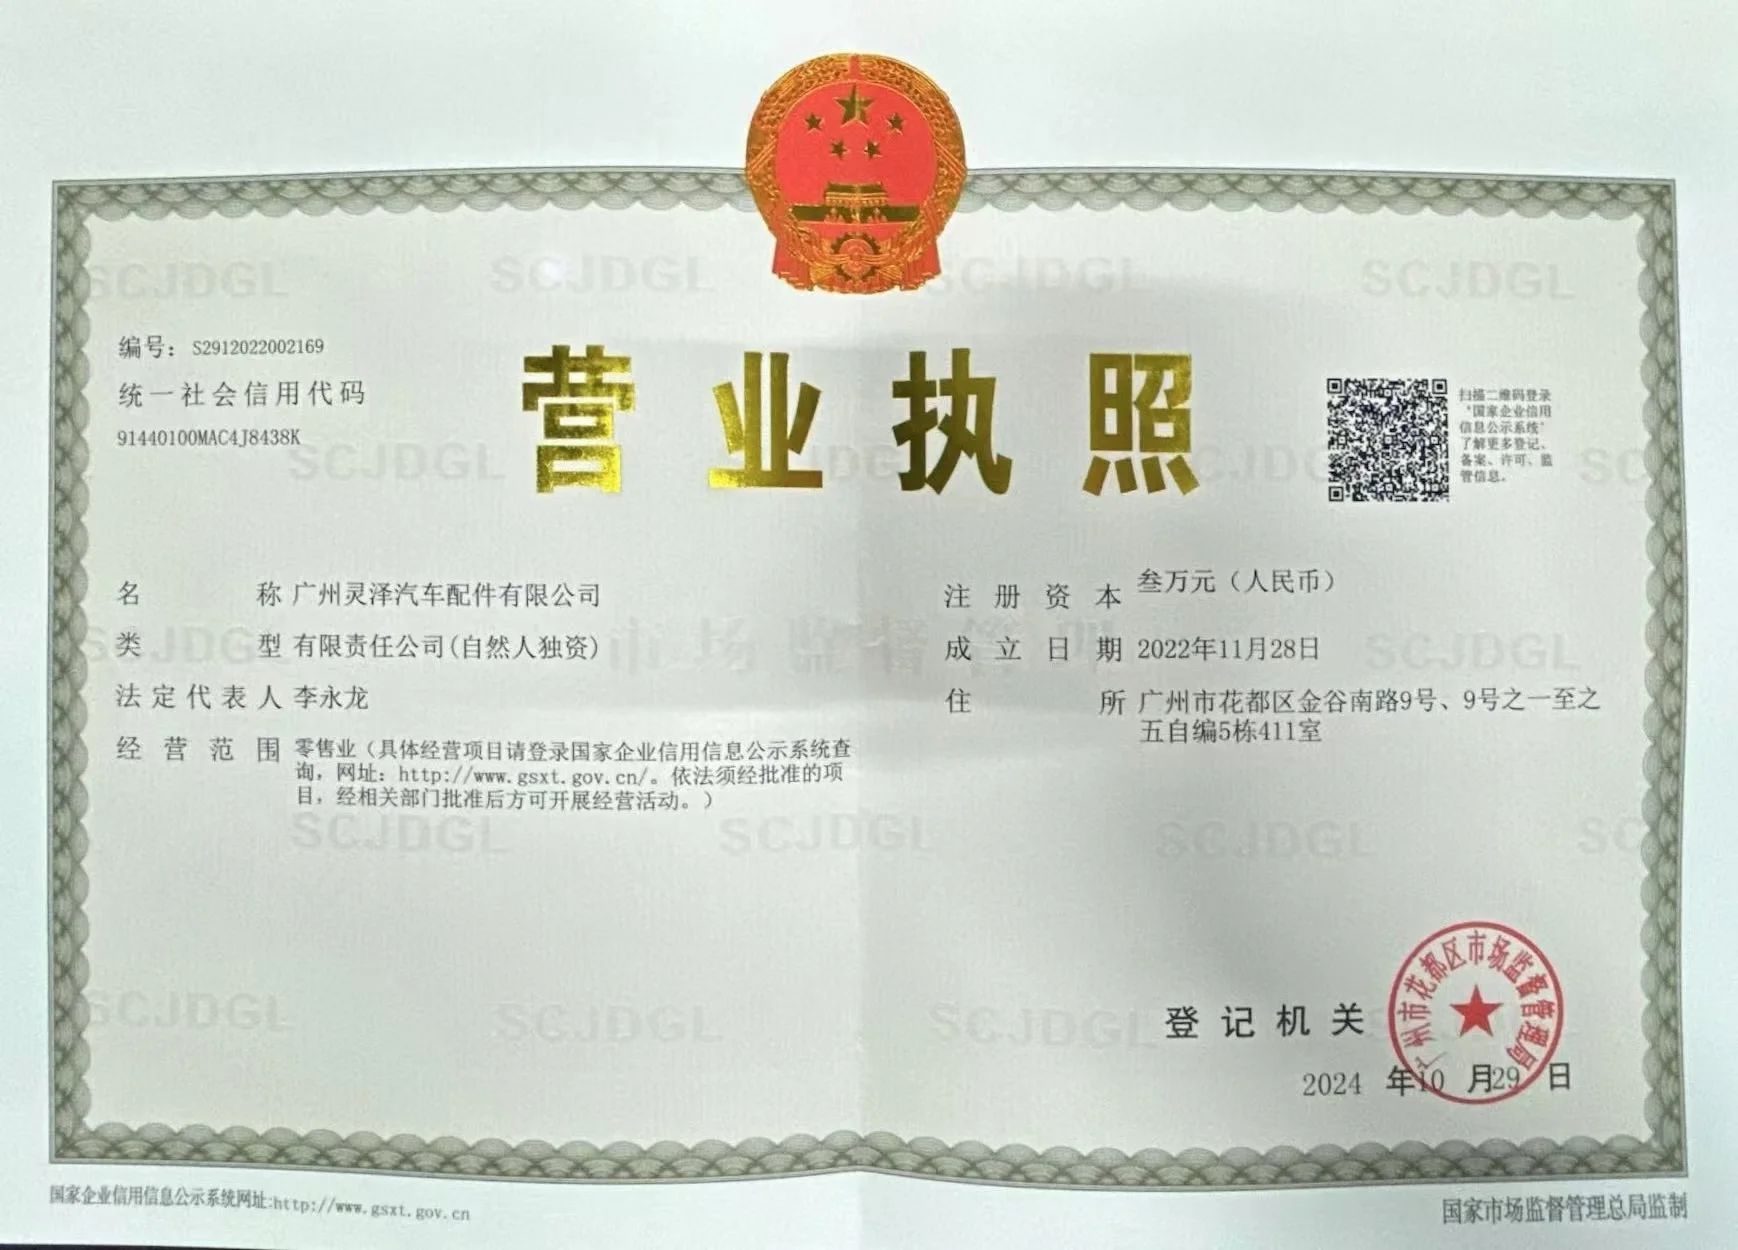 编号： S2912022002169
统一社会信用代码
91440100MAC4J8438K
营业执照
扫描二维码登录
“国家企业信用
信息公示系统”
了解更多登记、
备案、许可、监
管信息。
名称 广州灵泽汽车配件有限公司
类型 有限责任公司(自然人独资)
法定代表人 李永龙
经营范围 零售业（具体经营项目请登录国家企业信用信息公示系统查
询，网址：http://www.gsxt.gov.cn/。依法须经批准的项
目，经相关部门批准后方可开展经营活动。）
注册资本 叁万元（人民币）
成立日期 2022年11月28日
住所 广州市花都区金谷南路9号、9号之一至之
五自编5栋411室
登记机关
广州市花都区市场监督管理局
2024 年10 月29 日
国家企业信用信息公示系统网址:http://www.gsxt.gov.cn
国家市场监督管理总局监制
SCJDGL
市场监督管理